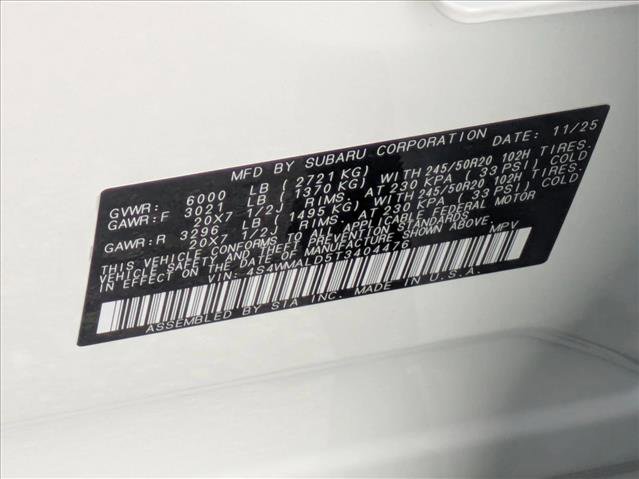 MFD BY SUBARU CORPORATION DATE: 11/25
GVWR: 6000 LB ( 2721 KG)
GAWR:F 3021 LB ( 1370 KG) WITH 245/50R20 102H TIRES.
20X7 1/2J RIMS, AT 230 KPA ( 33 PSI) COLD
GAWR:R 3296 LB ( 1495 KG) WITH 245/50R20 102H TIRES.
20X7 1/2J RIMS, AT 230 KPA ( 33 PSI) COLD
THIS VEHICLE CONFORMS TO ALL APPLICABLE FEDERAL MOTOR
VEHICLE SAFETY AND THEFT PREVENTION STANDARDS
IN EFFECT ON THE DATE OF MANUFACTURE SHOWN ABOVE.
VIN: 4S4WMALD5T3404476 MPV
ASSEMBLED BY SIA INC. MADE IN U.S.A.